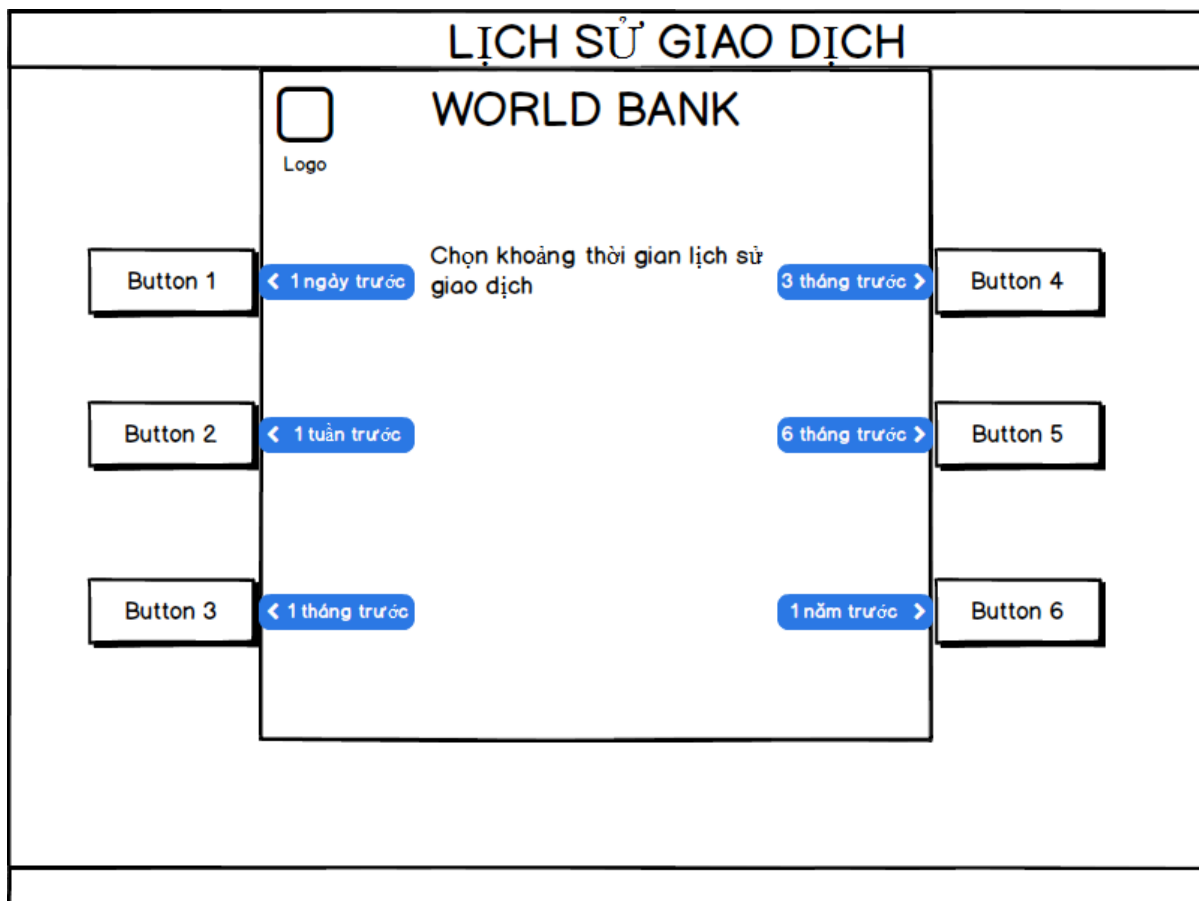 LỊCH SỬ GIAO DỊCH
WORLD BANK
Logo
Chọn khoảng thời gian lịch sử
giao dịch
Button 1
1 ngày trước
3 tháng trước
Button 4
Button 2
1 tuần trước
6 tháng trước
Button 5
Button 3
1 tháng trước
1 năm trước
Button 6